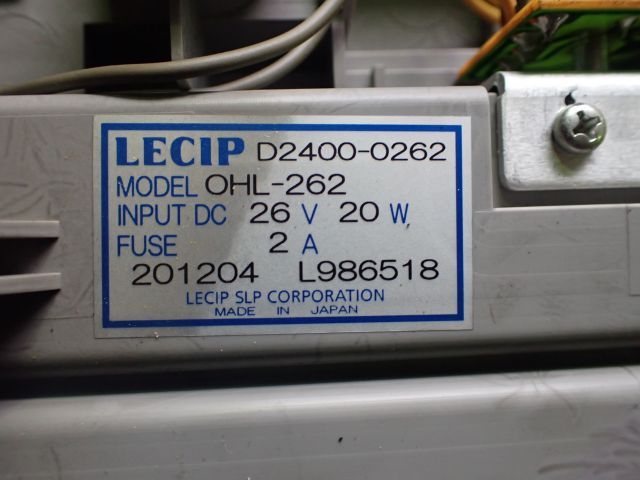 LECIP D2400-0262
MODEL OHL-262
INPUT DC 26 V 20 W
FUSE 2 A
201204 L986518
LECIP SLP CORPORATION
MADE IN JAPAN